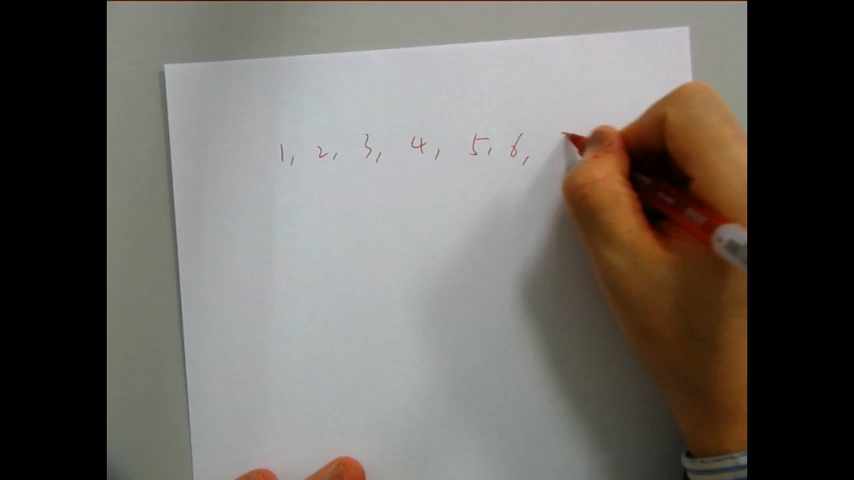 1, 2, 3, 4, 5, 6,